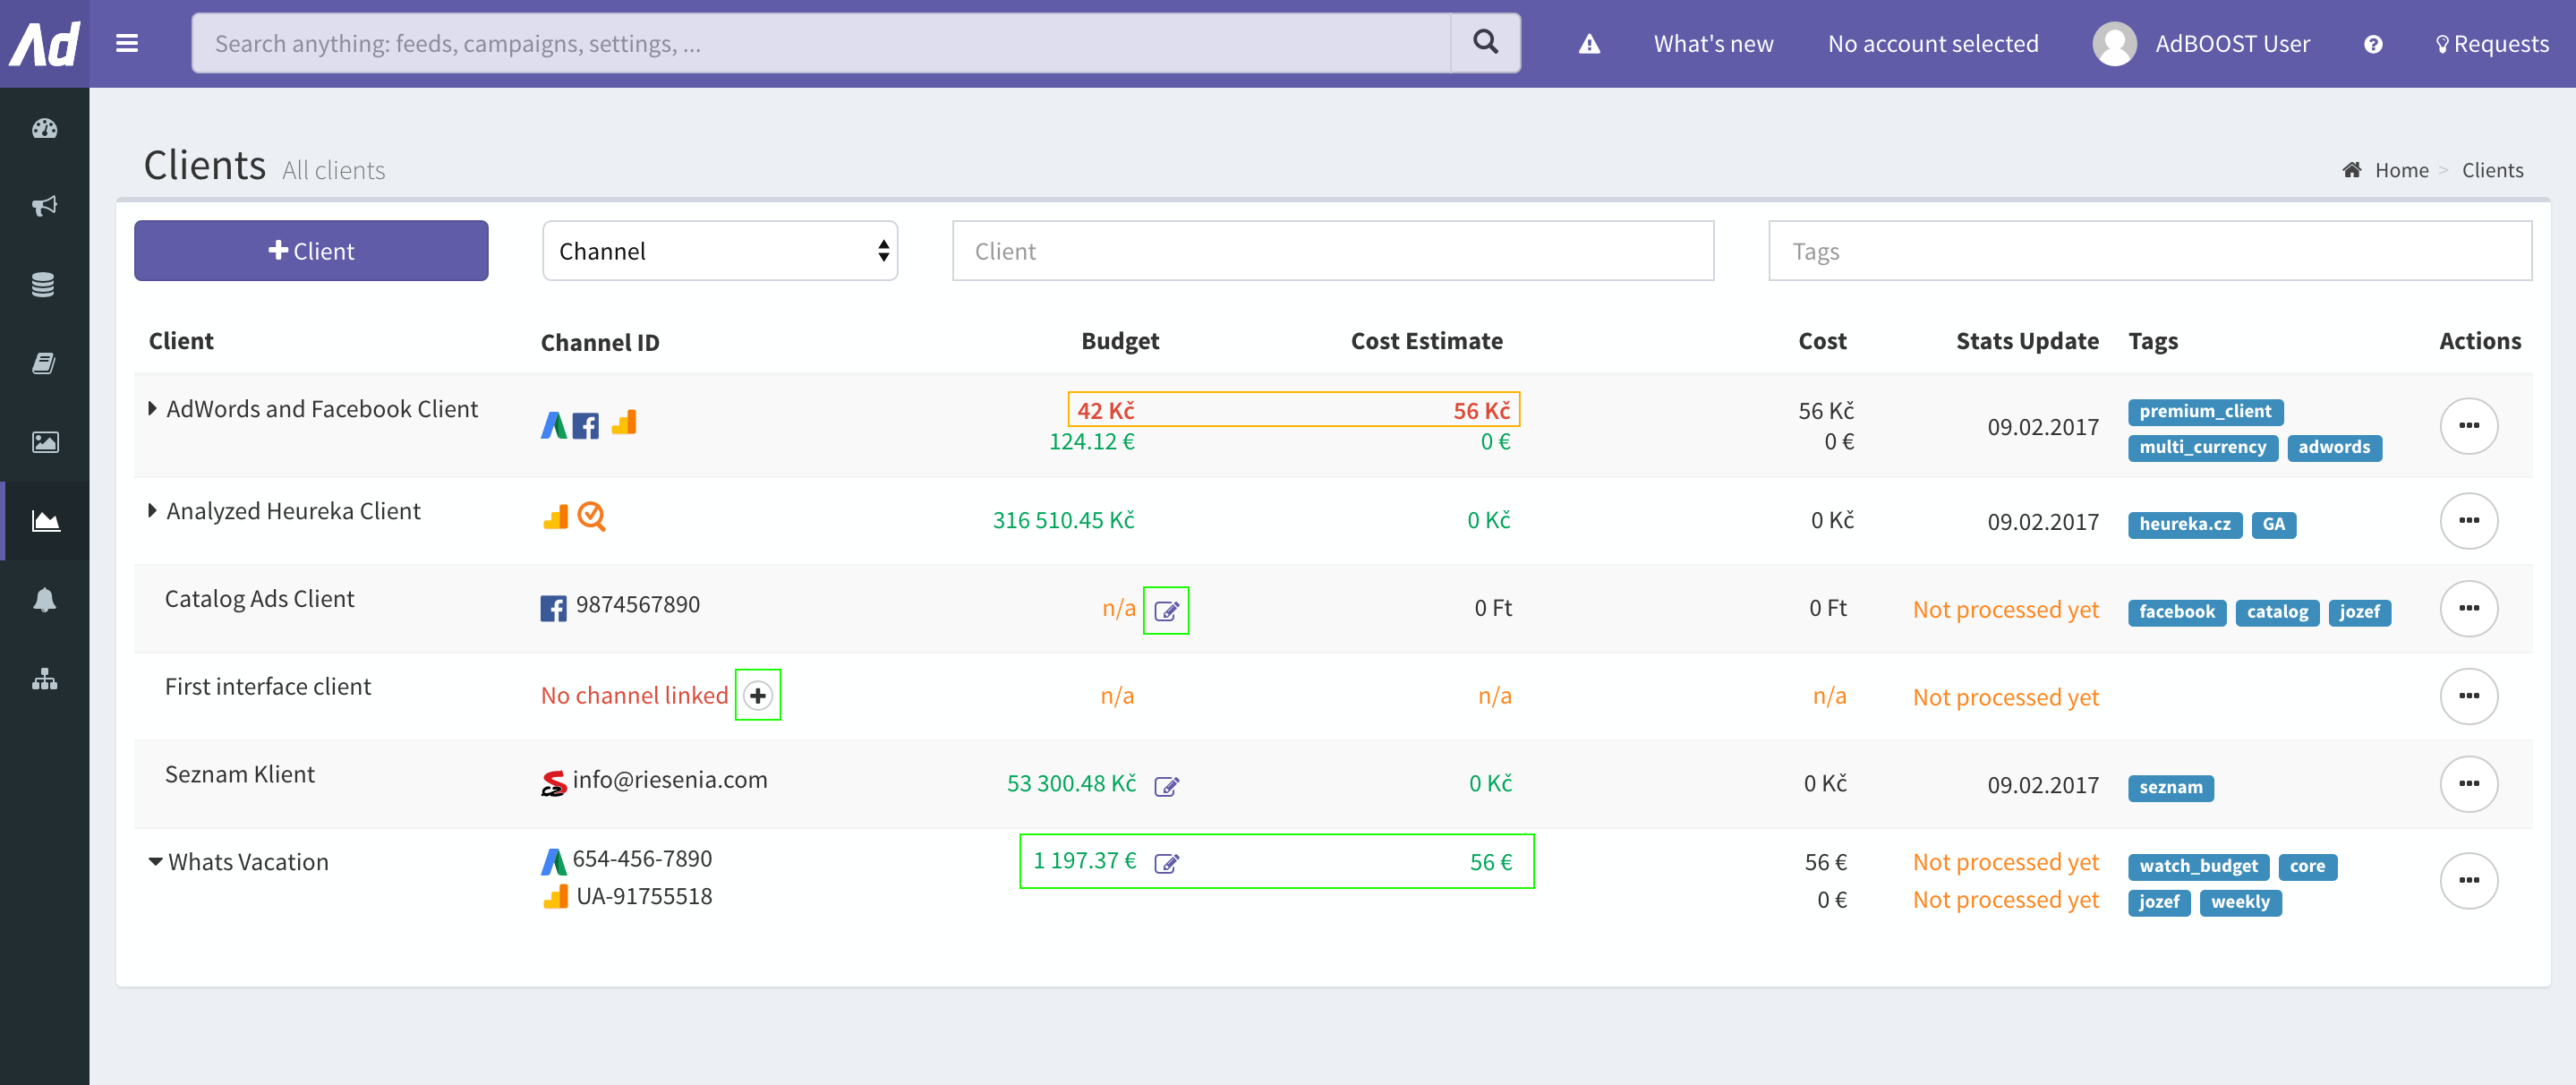 Ad
Search anything: feeds, campaigns, settings, ...
What's new
No account selected
AdBOOST User
Requests
Clients All clients
Home > Clients
Client
Channel
Client
Tags
Client Channel ID Budget Cost Estimate Cost Stats Update Tags Actions
AdWords and Facebook Client 42 Kč 56 Kč 56 Kč 09.02.2017 premium_client
124.12 € 0 € 0 € multi_currency adwords
Analyzed Heureka Client 316 510.45 Kč 0 Kč 0 Kč 09.02.2017 heureka.cz GA
Catalog Ads Client 9874567890 n/a 0 Ft 0 Ft Not processed yet facebook catalog jozef
First interface client No channel linked n/a n/a n/a Not processed yet
Seznam Klient info@riesenia.com 53 300.48 Kč 0 Kč 0 Kč 09.02.2017 seznam
Whats Vacation 654-456-7890 1 197.37 € 56 € 56 € Not processed yet watch_budget core
UA-91755518 0 € Not processed yet jozef weekly